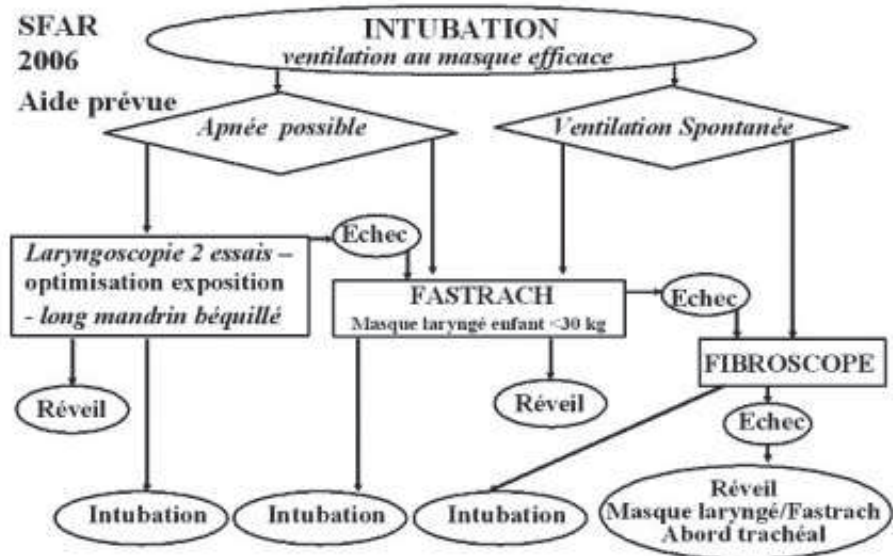 SFAR
2006
Aide prévue
INTUBATION
ventilation au masque efficace
Apnée possible
Ventilation Spontanée
Laryngoscopie 2 essais –
optimisation exposition
- long mandrin béquillé
Echec
FASTRACH
Masque laryngé enfant <30 kg
Echec
FIBROSCOPE
Réveil
Réveil
Echec
Intubation
Intubation
Intubation
Réveil
Masque laryngé/Fastrach
Abord trachéal